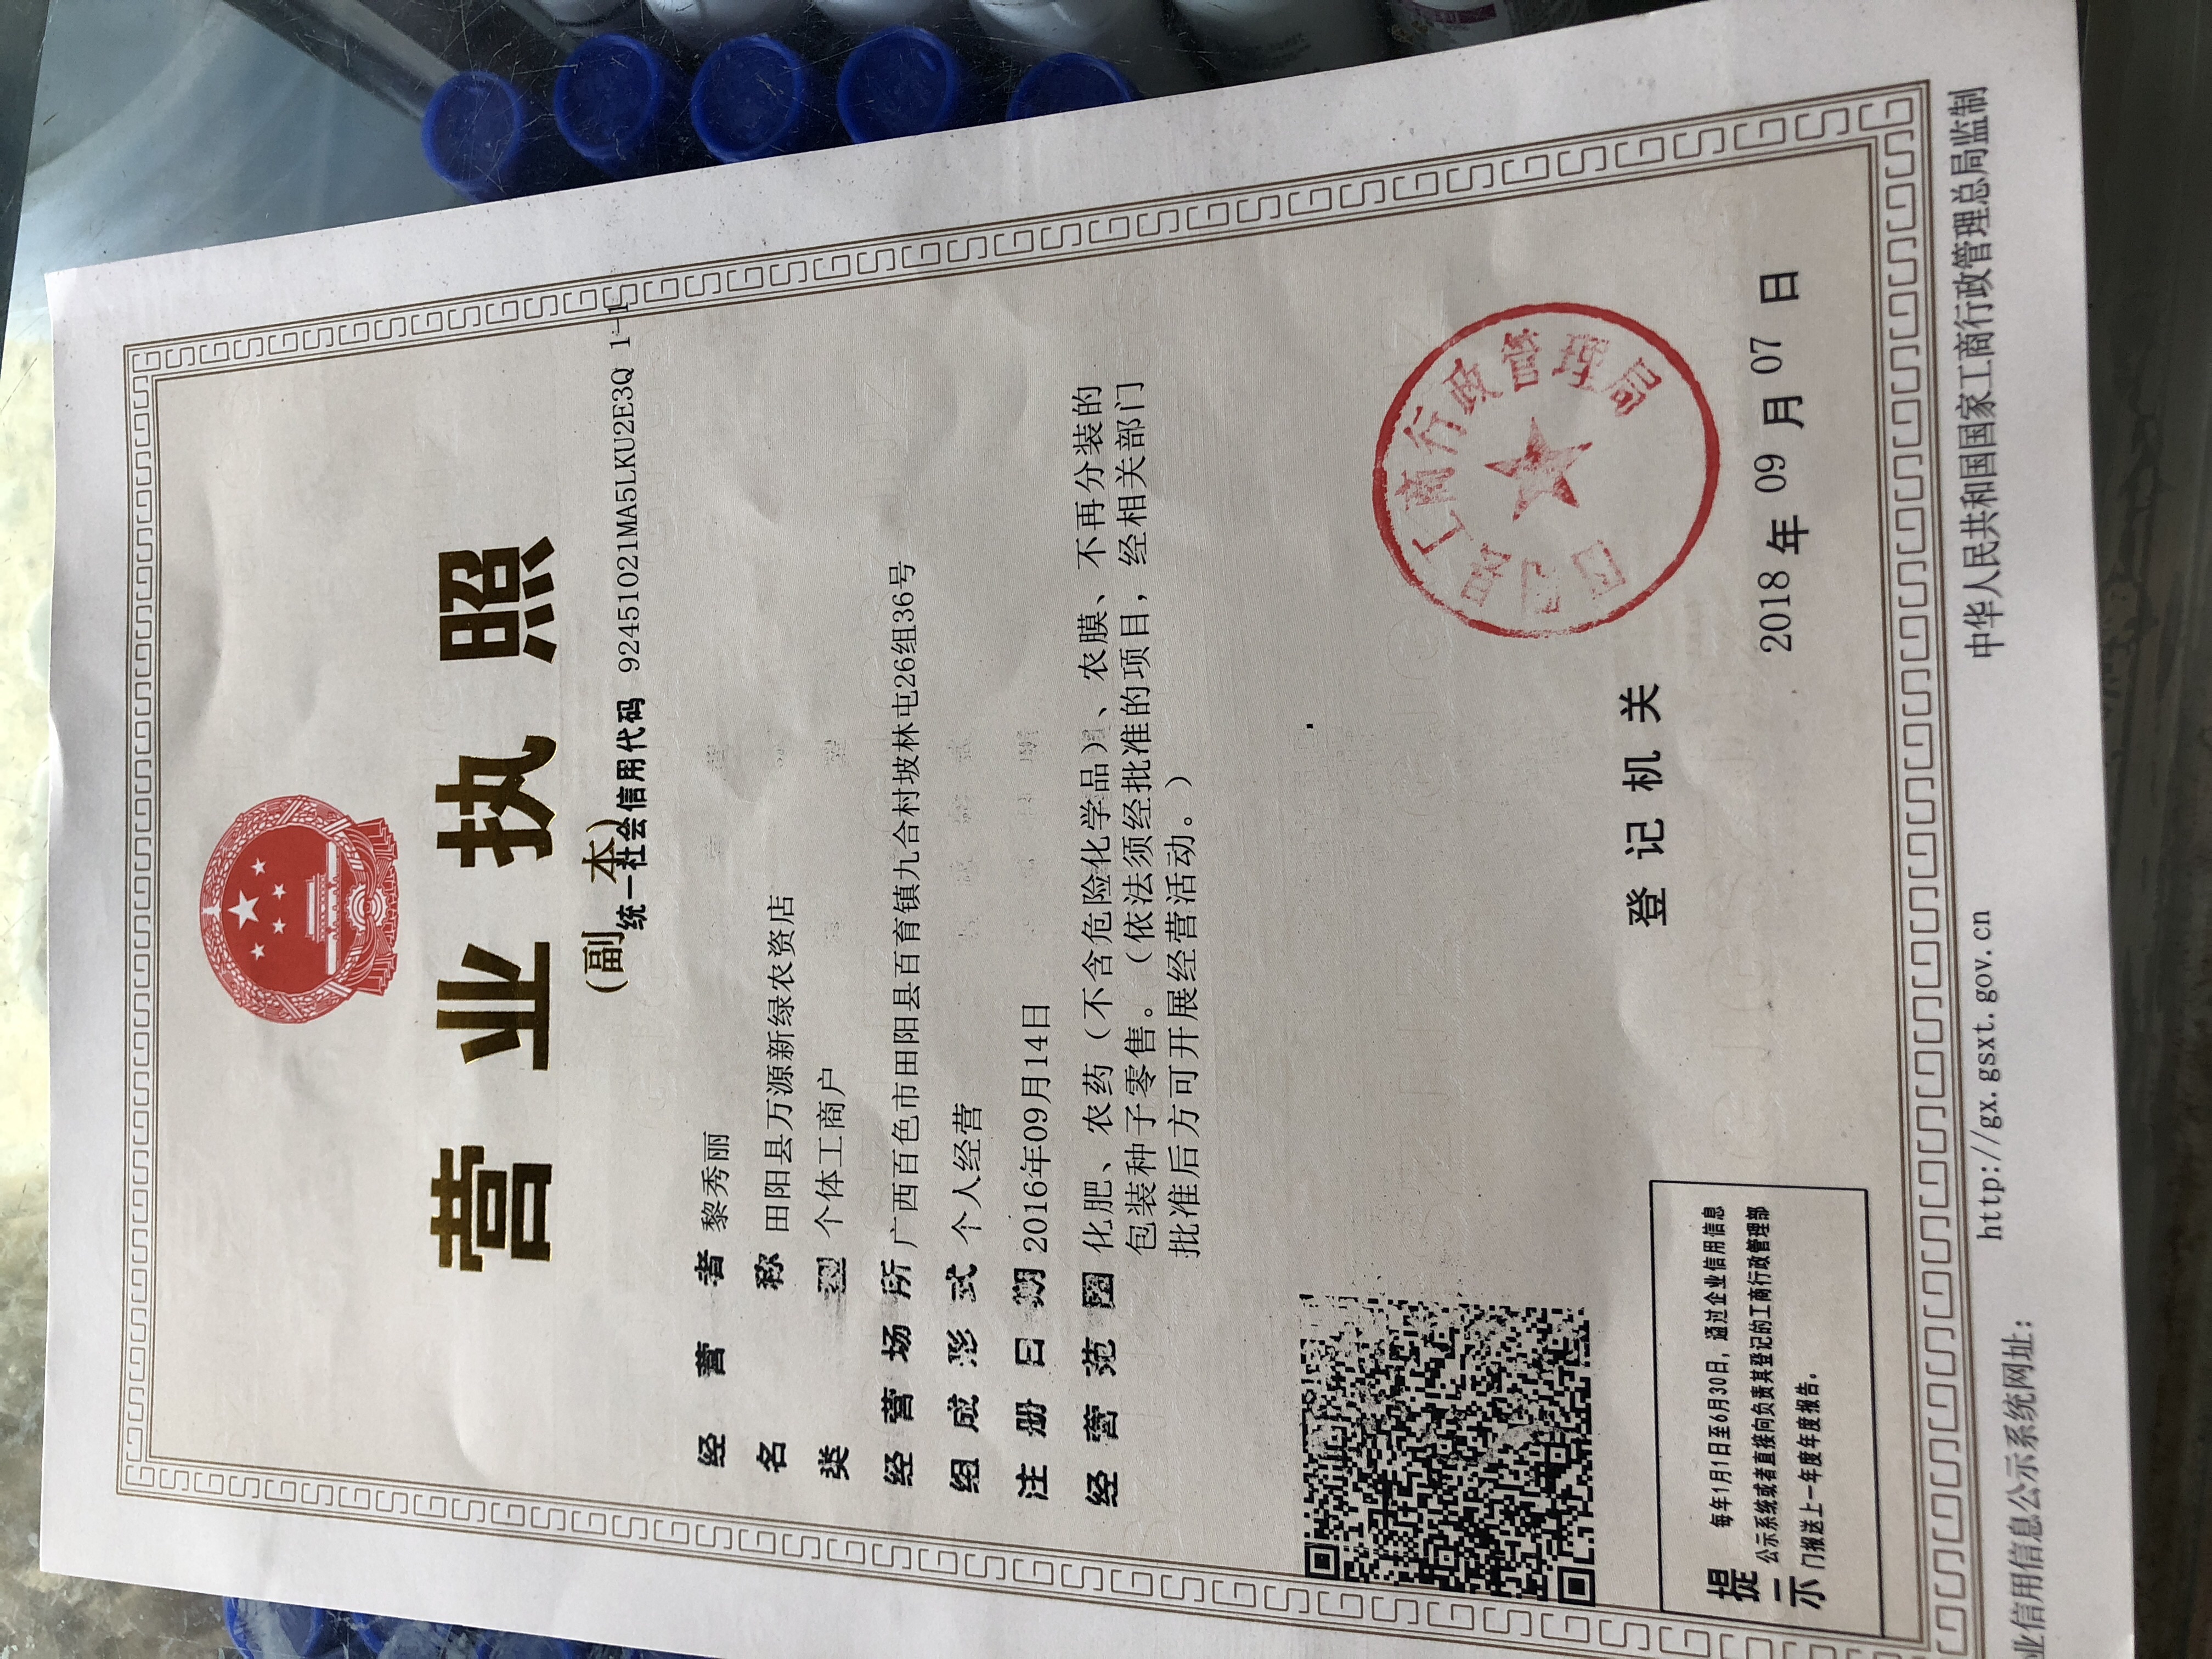 营业执照
(副 本)
统一社会信用代码 92451021MA5LKU2E3Q 1-1
经营者 黎秀丽
名称 田阳县万源新绿农资店
类型 个体工商户
经营场所 广西百色市田阳县百育镇九合村坡林屯26组36号
组成形式 个人经营
注册日期 2016年09月14日
经营范围 化肥、农药（不含危险化学品）、农膜、不再分装的
包装种子零售。（依法须经批准的项目，经相关部门
批准后方可开展经营活动。）
田阳县工商行政管理局
登记机关
2018年09月07日
提示
每年1月1日至6月30日，通过企业信用信息
公示系统或者直接向负责其登记的工商行政管理部
门报送上一年度年度报告。
业信用信息公示系统网址：
http://gx.gsxt.gov.cn
中华人民共和国国家工商行政管理总局监制